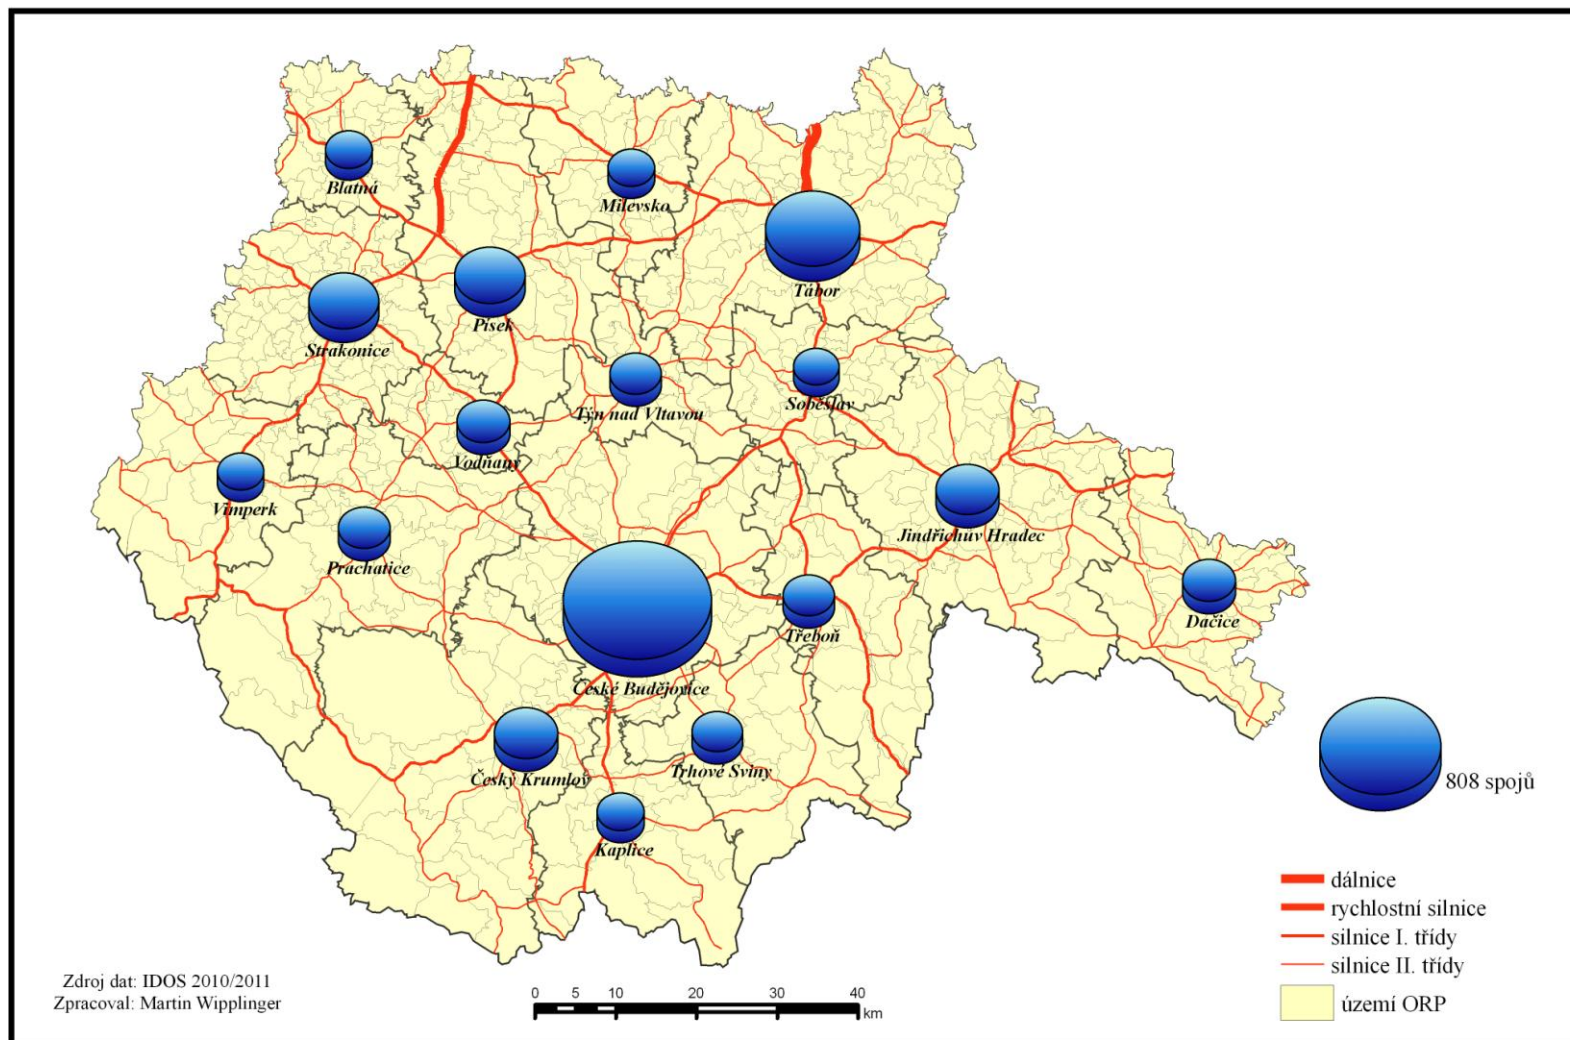 Blatná
Milevsko
Tábor
Písek
Strakonice
Týn nad Vltavou
Soběslav
Vodňany
Vimperk
Jindřichův Hradec
Prachatice
Dačice
Třeboň
České Budějovice
Český Krumlov
Trhové Sviny
Kaplice
808 spojů
dálnice
rychlostní silnice
silnice I. třídy
silnice II. třídy
území ORP
Zdroj dat: IDOS 2010/2011
Zpracoval: Martin Wipplinger
0 5 10 20 30 40
km